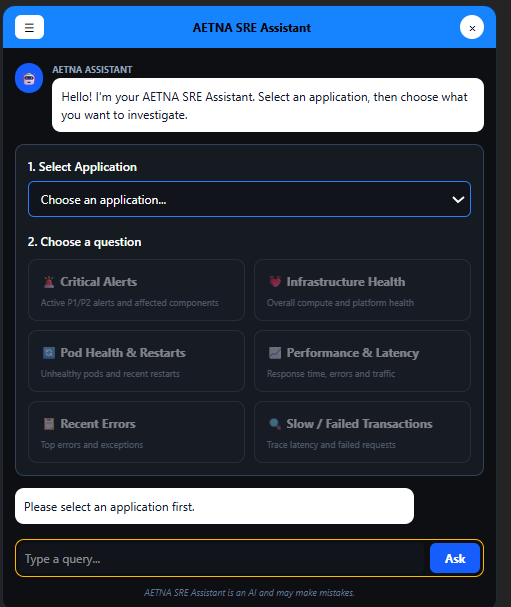 AETNA SRE Assistant
AETNA ASSISTANT
Hello! I'm your AETNA SRE Assistant. Select an application, then choose what
you want to investigate.
1. Select Application
Choose an application...
2. Choose a question
Critical Alerts
Active P1/P2 alerts and affected components
Infrastructure Health
Overall compute and platform health
Pod Health & Restarts
Unhealthy pods and recent restarts
Performance & Latency
Response time, errors and traffic
Recent Errors
Top errors and exceptions
Slow / Failed Transactions
Trace latency and failed requests
Please select an application first.
Type a query...
Ask
AETNA SRE Assistant is an AI and may make mistakes.